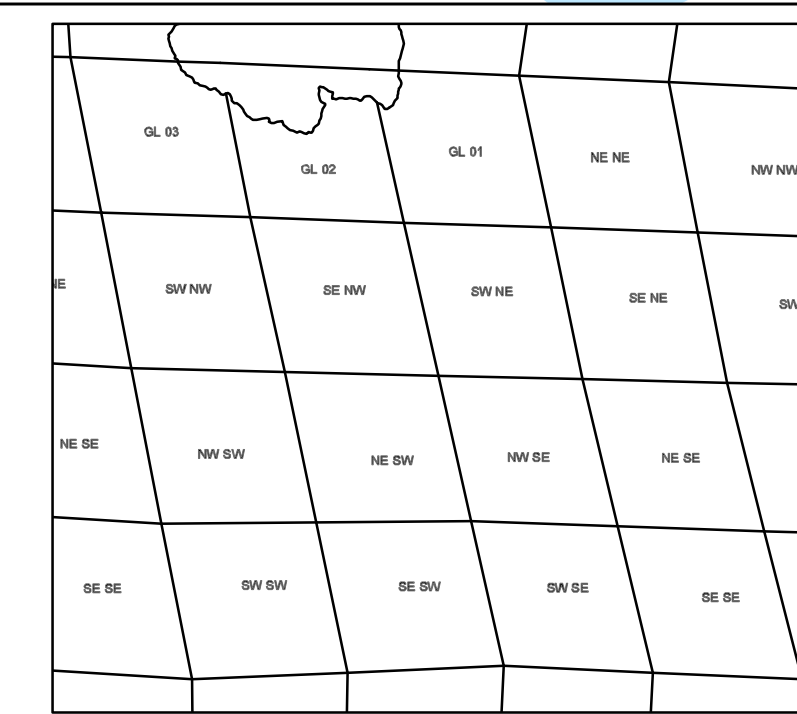 GL 03
GL 02
GL 01
NE NE
NW NW
NE
SW NW
SE NW
SW NE
SE NE
SW
NE SE
NW SW
NE SW
NW SE
NE SE
SE SE
SW SW
SE SW
SW SE
SE SE